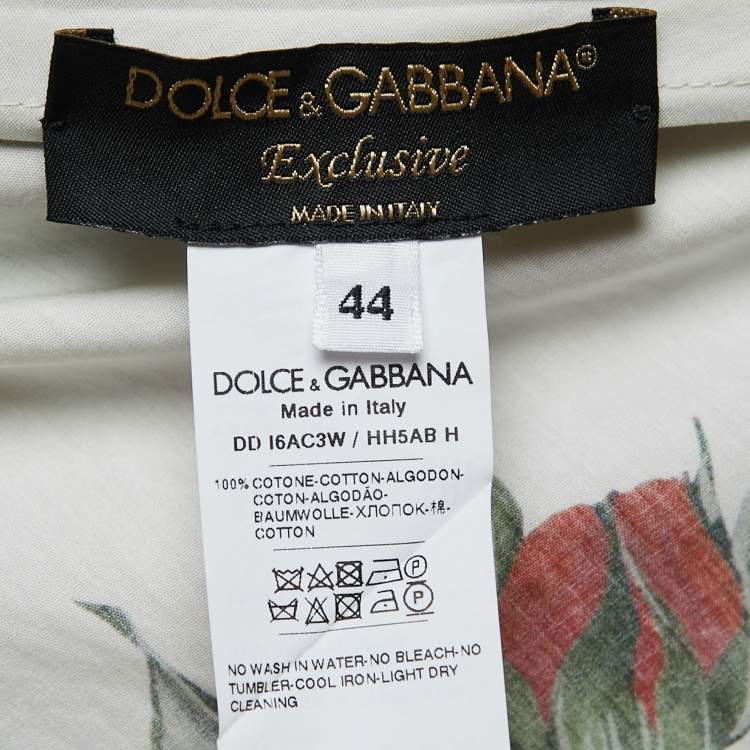 DOLCE & GABBANA®
Exclusive
MADE IN ITALY
44
DOLCE & GABBANA
Made in Italy
DD I6AC3W / HH5AB H
100% COTONE-COTTON-ALGODON-
COTON-ALGODÃO-
BAUMWOLLE-ХЛОПОК-棉-
COTTON
P
P
NO WASH IN WATER-NO BLEACH-NO
TUMBLER-COOL IRON-LIGHT DRY
CLEANING